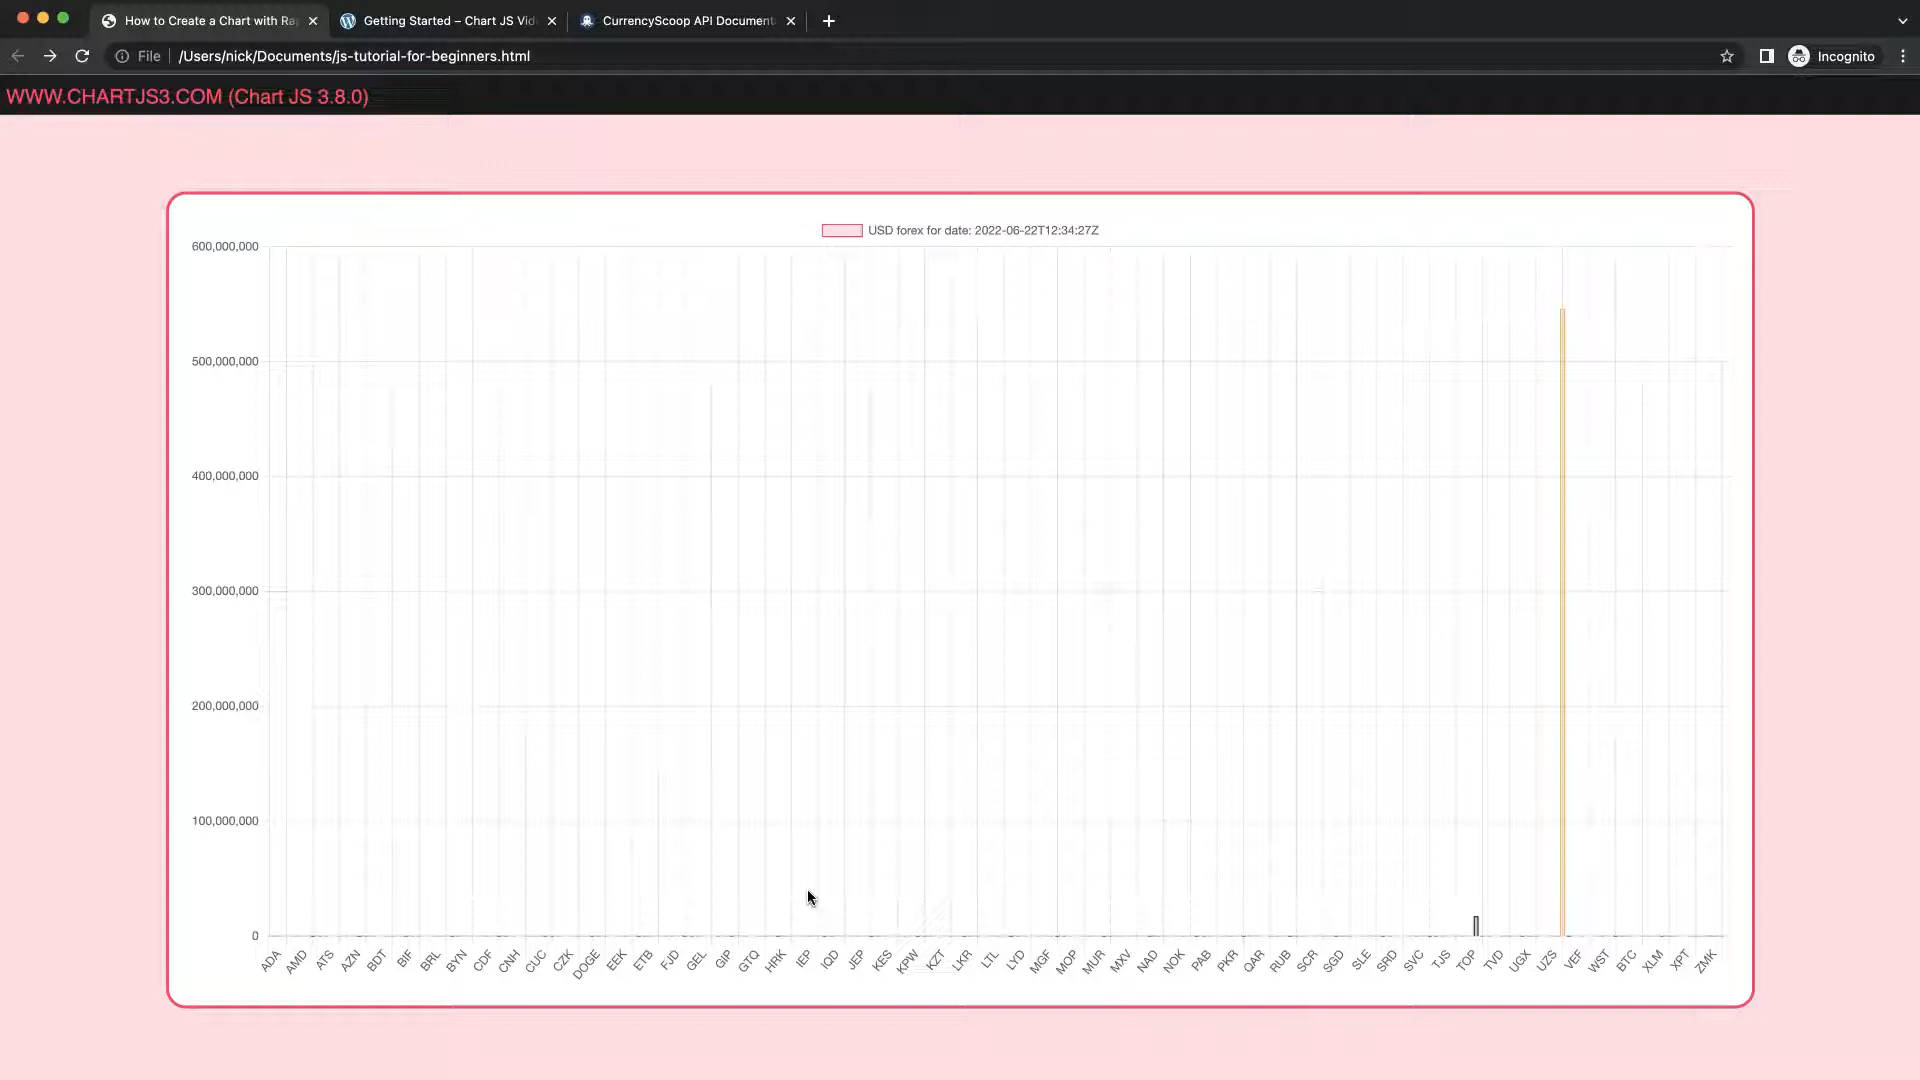 How to Create a Chart with Ra
Getting Started – Chart JS Vid
CurrencyScoop API Document
File
/Users/nick/Documents/js-tutorial-for-beginners.html
Incognito
WWW.CHARTJS3.COM (Chart JS 3.8.0)
USD forex for date: 2022-06-22T12:34:27Z
600,000,000
500,000,000
400,000,000
300,000,000
200,000,000
100,000,000
0
ADA AMD ATS AZN BDT BIF BRL BYN CDF CNH CUC CZK DOGE EEK ETB FJD GEL GIP GTQ HRK IEP IQD JEP KES KPW KZT LKR LTL LYD MGF MOP MUR MXV NAD NOK PAB PKR QAR RUB SCR SGD SLE SRD SVC TJS TOP TVD UGX UZS VEF WST BTC XLM XPT ZMK